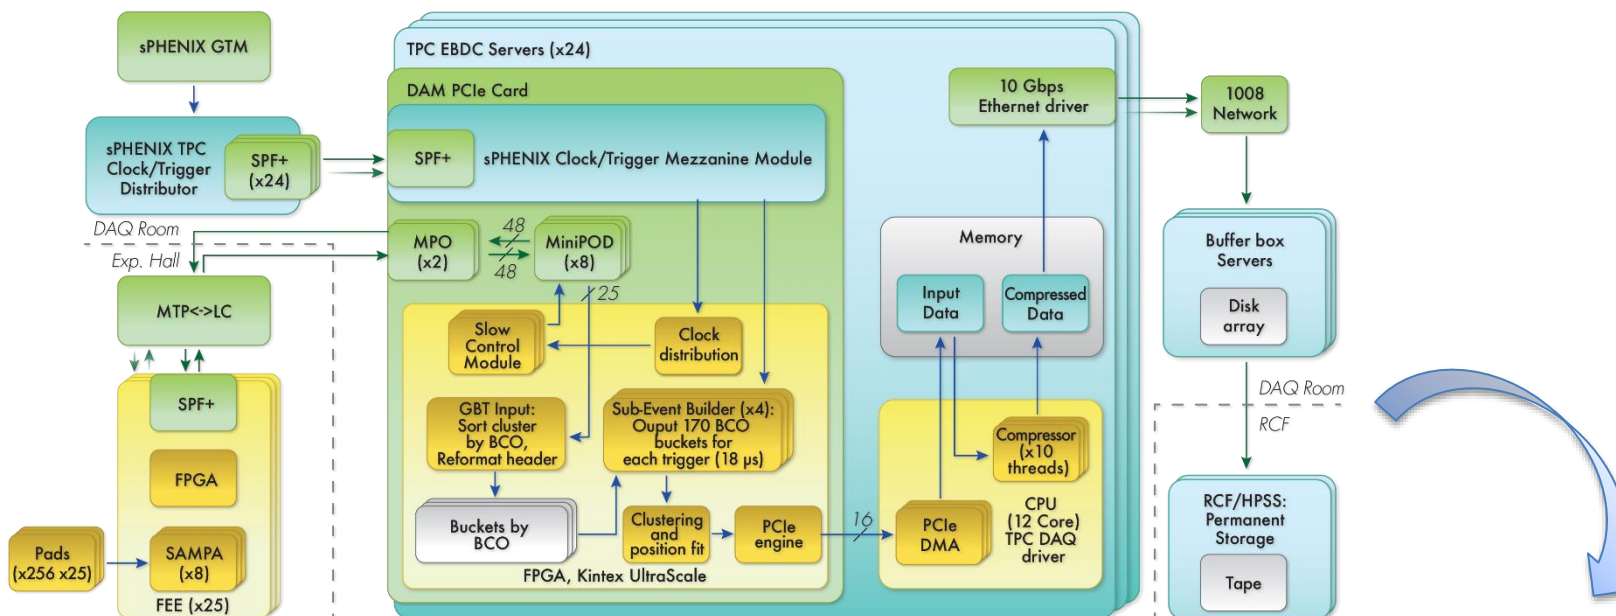 sPHENIX GTM
sPHENIX TPC
Clock/Trigger
Distributor
SPF+
(x24)
DAQ Room
Exp. Hall
MTP<->LC
SPF+
FPGA
Pads
(x256 x25)
SAMPA
(x8)
FEE (x25)
TPC EBDC Servers (x24)
DAM PCIe Card
SPF+
sPHENIX Clock/Trigger Mezzanine Module
MPO
(x2)
48
48
MiniPOD
(x8)
25
Slow
Control
Module
Clock
distribution
GBT Input:
Sort cluster
by BCO,
Reformat header
Sub-Event Builder (x4):
Ouput 170 BCO
buckets for
each trigger (18 µs)
Buckets by
BCO
Clustering
and
position fit
PCIe
engine
FPGA, Kintex UltraScale
16
10 Gbps
Ethernet driver
Memory
Input
Data
Compressed
Data
Compressor
(x10
threads)
PCIe
DMA
CPU
(12 Core)
TPC DAQ
driver
1008
Network
Buffer box
Servers
Disk
array
DAQ Room
RCF
RCF/HPSS:
Permanent
Storage
Tape